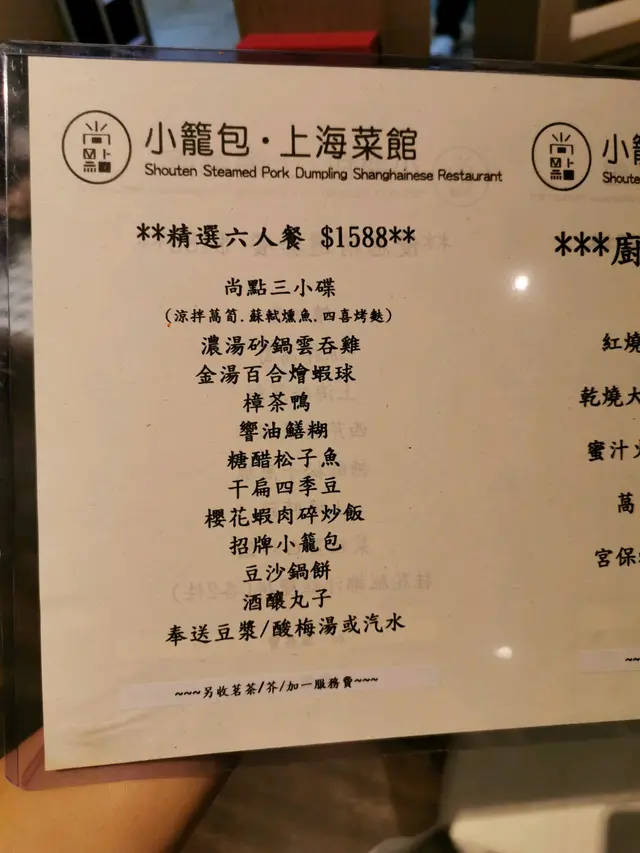 小籠包·上海菜館
Shouten Steamed Pork Dumpling Shanghainese Restaurant
**精選六人餐 $1588**
尚點三小碟
(涼拌萵筍.蘇軾燻魚.四喜烤麩)
濃湯砂鍋雲吞雞
金湯百合燴蝦球
樟茶鴨
響油鱔糊
糖醋松子魚
干扁四季豆
櫻花蝦肉碎炒飯
招牌小籠包
豆沙鍋餅
酒釀丸子
奉送豆漿/酸梅湯或汽水
~~~另收茗茶/芥/加一服務費~~~
小籠
Shoute
***廚
紅燒
乾燒大
蜜汁火
萵
宮保
~~